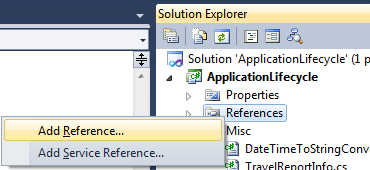 Solution Explorer
Solution 'ApplicationLifecycle' (1 p
ApplicationLifecycle
Properties
References
Add Reference...
Misc
Add Service Reference...
DateTimeToStringConv
TravelReportInfo.cs